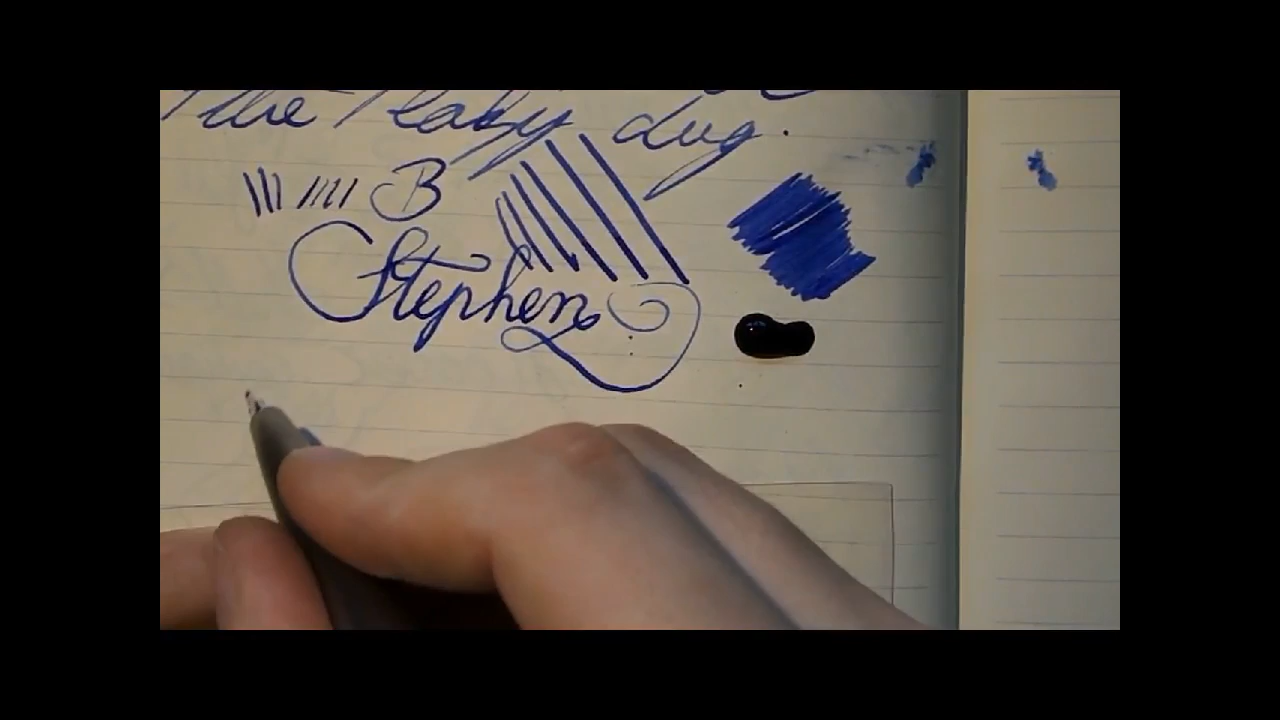 the lazy dog.
B
Stephen